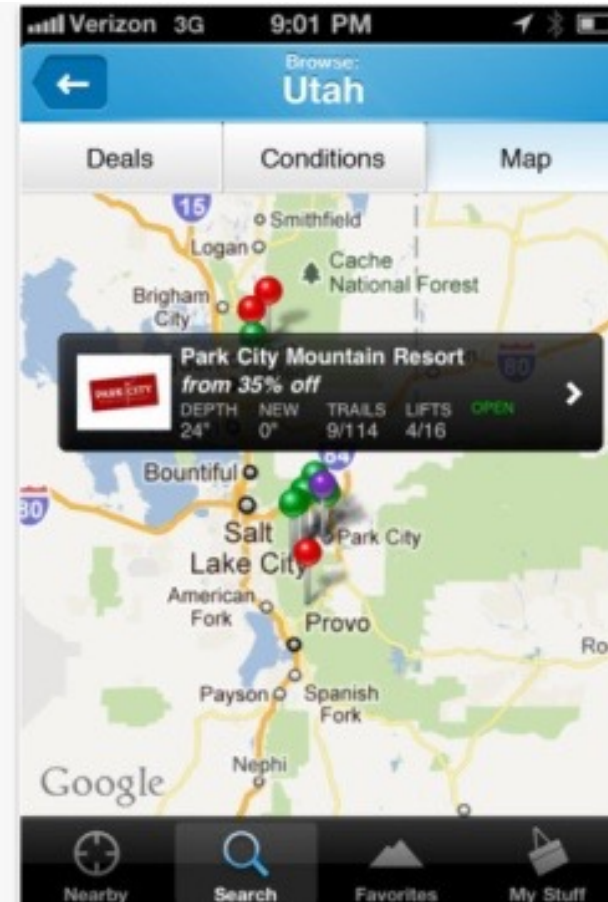 Verizon 3G 9:01 PM
Browse:
Utah
Deals Conditions Map
15
Smithfield
Logan
Cache
National Forest
Brigham
City
80
Park City Mountain Resort
from 35% off
DEPTH NEW TRAILS LIFTS OPEN
24" 0" 9/114 4/16
PARK CITY
84
Bountiful
80
Salt
Lake City
Park City
American
Fork
Provo
Ro
Payson
Spanish
Fork
Nephi
Google
Nearby Search Favorites My Stuff